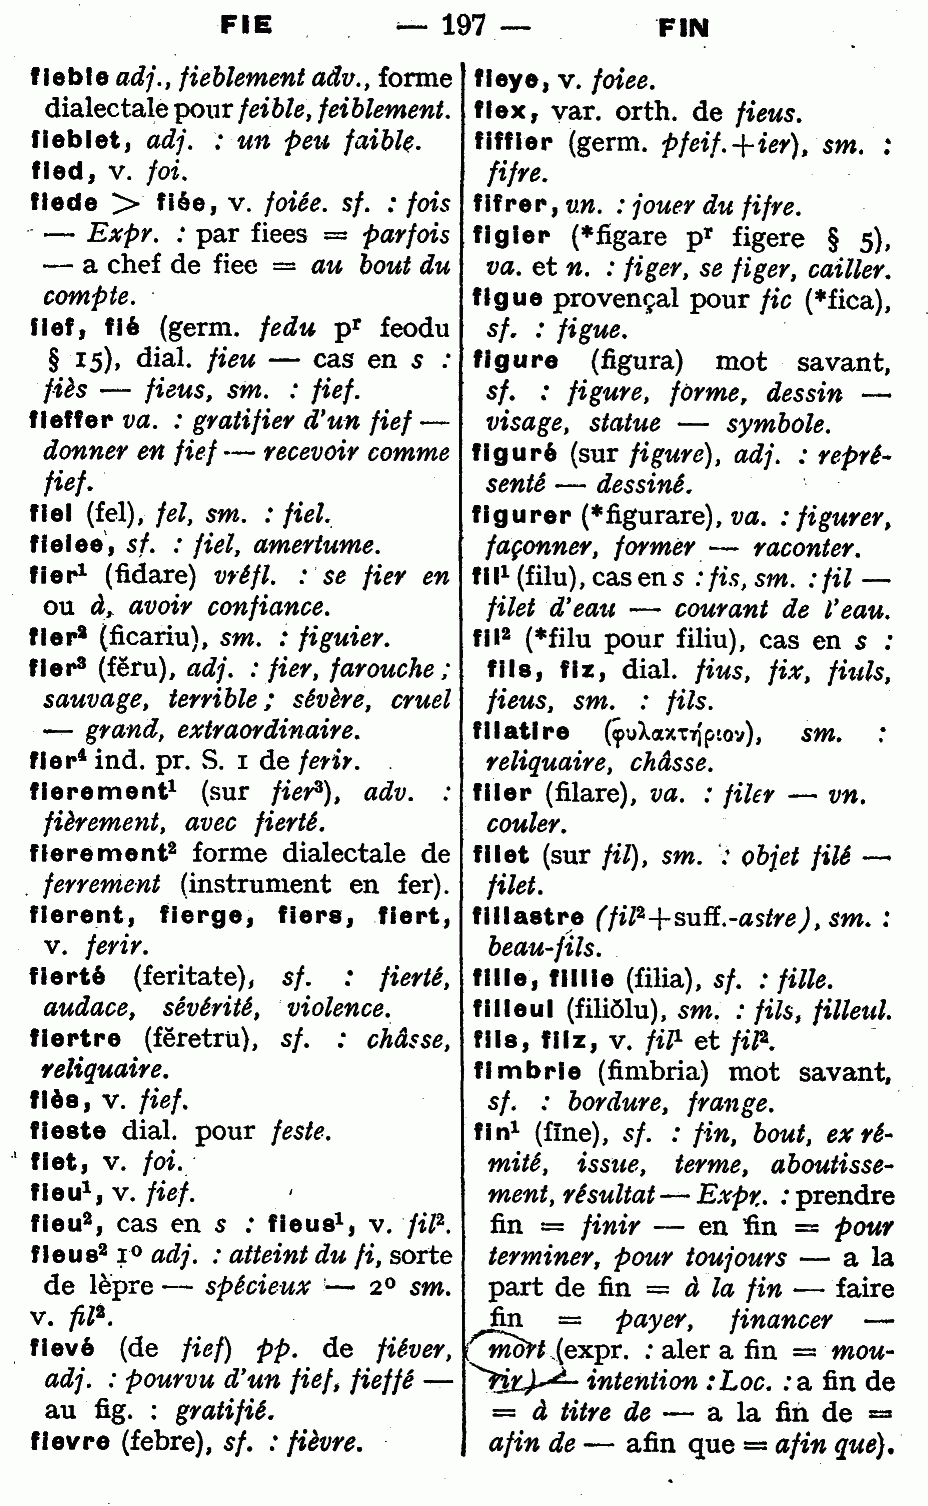 FIE — 197 — FIN
fieble adj., fieblement adv., forme
dialectale pour feible, feiblement.
fieblet, adj. : un peu faible.
fied, v. foi.
fiede > fiée, v. foiée. sf. : fois
— Expr. : par fiees = parfois
— a chef de fiee = au bout du
compte.
fief, fié (germ. fedu pʳ feodu
§ 15), dial. fieu — cas en s :
fiès — fieus, sm. : fief.
fieffer va. : gratifier d'un fief —
donner en fief — recevoir comme
fief.
fiel (fel), fel, sm. : fiel.
fielee, sf. : fiel, amertume.
fier¹ (fidare) vréfl. : se fier en
ou à, avoir confiance.
fier² (ficariu), sm. : figuier.
fier³ (fĕru), adj. : fier, farouche ;
sauvage, terrible ; sévère, cruel
— grand, extraordinaire.
fier⁴ ind. pr. S. 1 de ferir.
fierement¹ (sur fier³), adv. :
fièrement, avec fierté.
fierement² forme dialectale de
ferrement (instrument en fer).
fierent, fierge, fiers, fiert,
v. ferir.
fierté (feritate), sf. : fierté,
audace, sévérité, violence.
fiertre (fĕretru), sf. : châsse,
reliquaire.
fiès, v. fief.
fieste dial. pour feste.
fiet, v. foi.
fieu¹, v. fief.
fieu², cas en s : fieus¹, v. fil².
fieus² 1º adj. : atteint du fi, sorte
de lèpre — spécieux — 2º sm.
v. fil².
fievé (de fief) pp. de fiéver,
adj. : pourvu d'un fief, fieffé —
au fig. : gratifié.
fievre (febre), sf. : fièvre.
fieye, v. foiee.
fiex, var. orth. de fieus.
fiffier (germ. pfeif.+ier), sm. :
fifre.
fifrer, vn. : jouer du fifre.
figier (*figare pʳ figere § 5),
va. et n. : figer, se figer, cailler.
figue provençal pour fic (*fica),
sf. : figue.
figure (figura) mot savant,
sf. : figure, forme, dessin —
visage, statue — symbole.
figuré (sur figure), adj. : repré-
senté — dessiné.
figurer (*figurare), va. : figurer,
façonner, former — raconter.
fil¹ (filu), cas en s : fis, sm. : fil —
filet d'eau — courant de l'eau.
fil² (*filu pour filiu), cas en s :
fils, fiz, dial. fius, fix, fiuls,
fieus, sm. : fils.
filatire (φυλακτήριον), sm. :
reliquaire, châsse.
filer (filare), va. : filer — vn.
couler.
filet (sur fil), sm. : objet filé —
filet.
fillastre (fil²+suff.-astre), sm. :
beau-fils.
fille, fillie (filia), sf. : fille.
filleul (filiŏlu), sm. : fils, filleul.
fils, filz, v. fil¹ et fil².
fimbrie (fimbria) mot savant,
sf. : bordure, frange.
fin¹ (fīne), sf. : fin, bout, ex ré-
mité, issue, terme, aboutisse-
ment, résultat — Expr. : prendre
fin = finir — en fin = pour
terminer, pour toujours — a la
part de fin = à la fin — faire
fin = payer, financer —
mort (expr. : aler a fin = mou-
rir) — intention : Loc. : a fin de
= à titre de — a la fin de =
afin de — afin que = afin que).